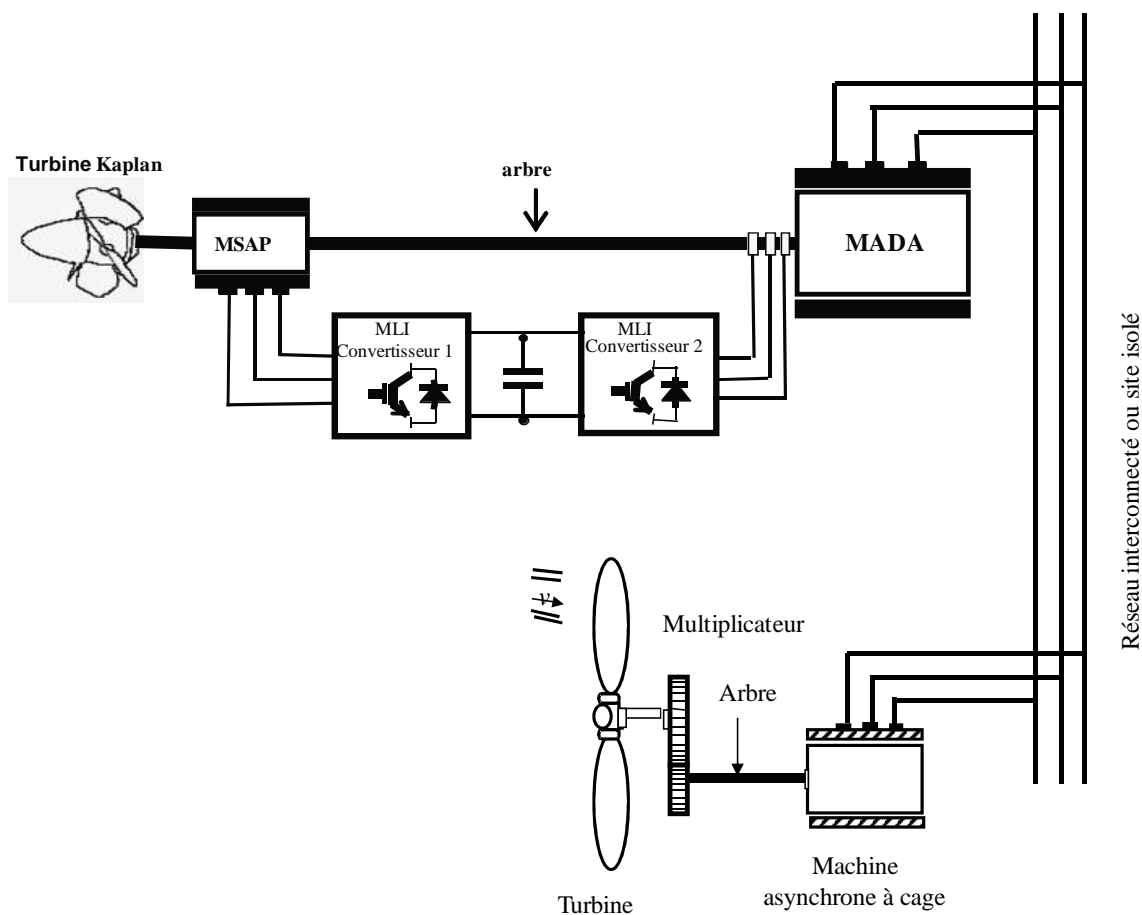 Turbine Kaplan
MSAP
arbre
MADA
MLI
Convertisseur 1
MLI
Convertisseur 2
Réseau interconnecté ou site isolé
v
Multiplicateur
Arbre
Machine
asynchrone à cage
Turbine